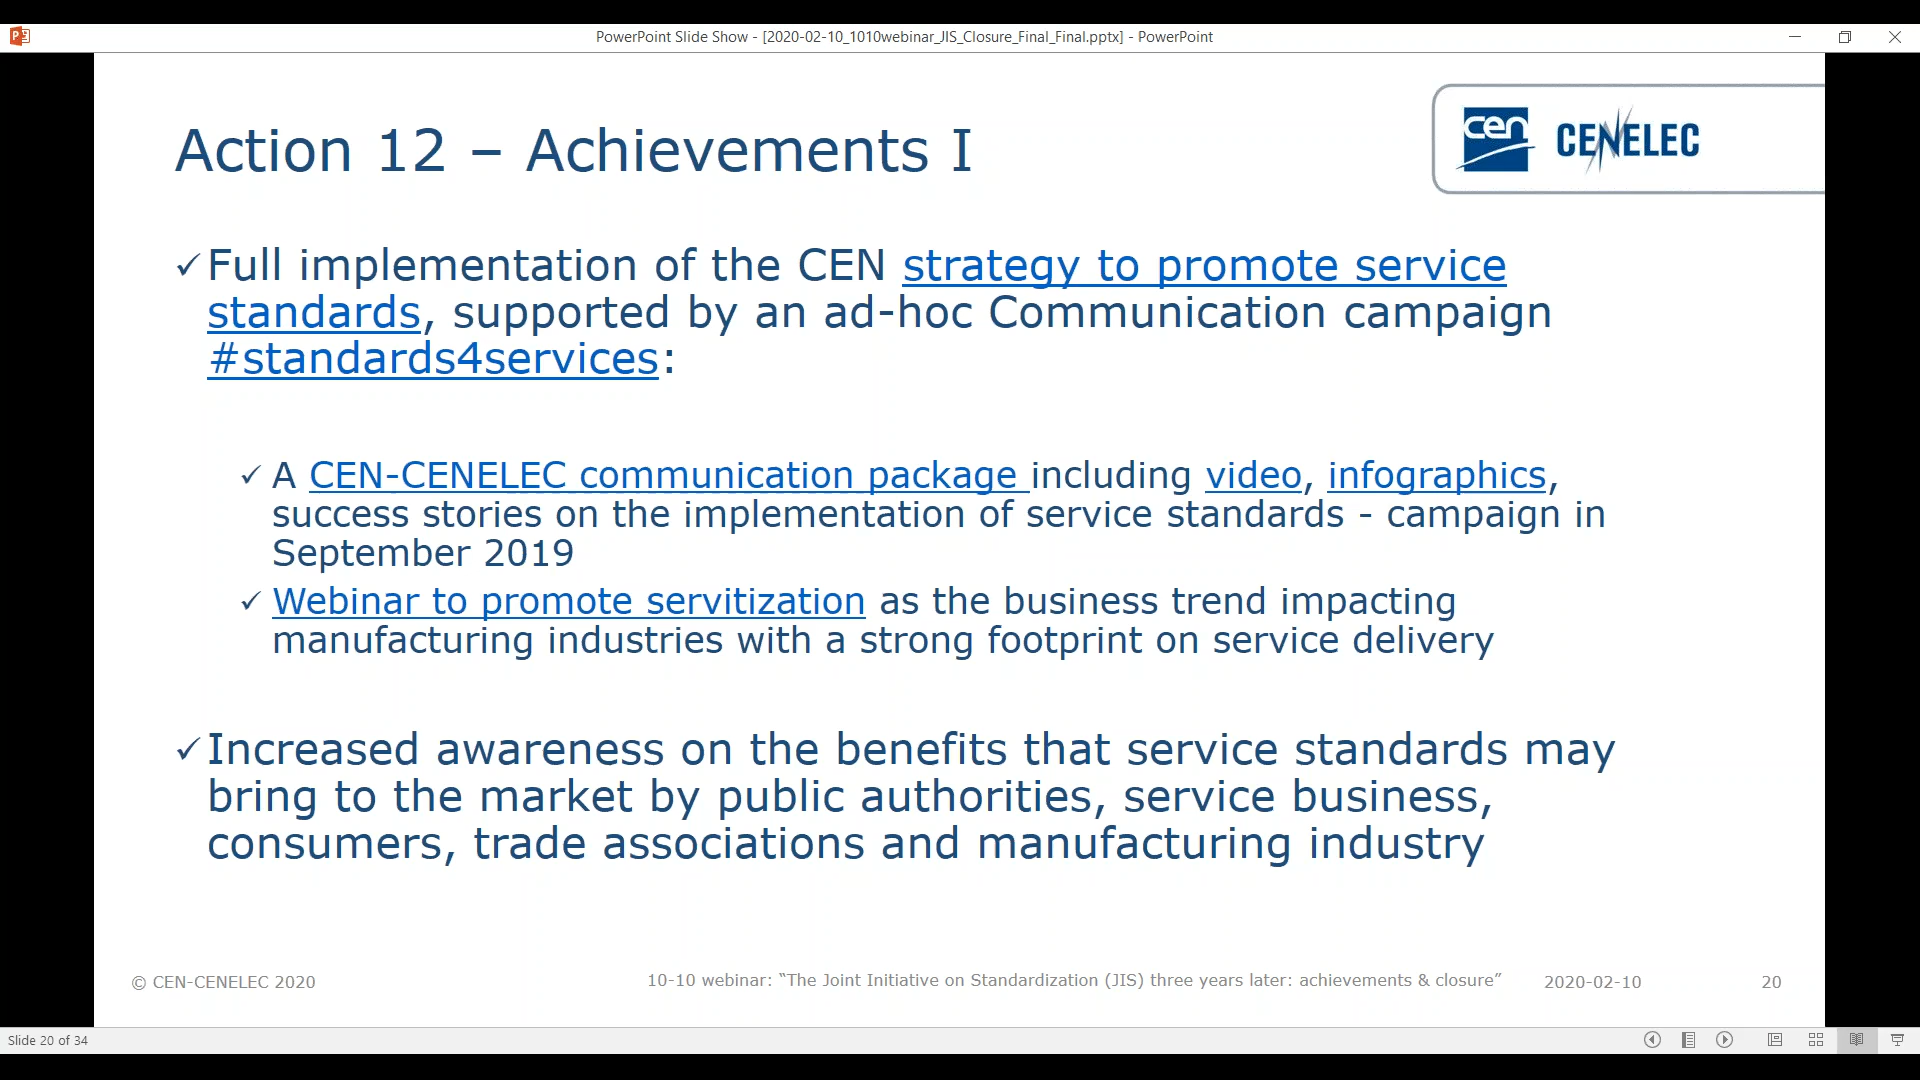 PowerPoint Slide Show - [2020-02-10_1010webinar_JIS_Closure_Final_Final.pptx] - PowerPoint
Action 12 – Achievements I
cen CENELEC
✓Full implementation of the CEN strategy to promote service
standards, supported by an ad-hoc Communication campaign
#standards4services:
✓ A CEN-CENELEC communication package including video, infographics,
success stories on the implementation of service standards - campaign in
September 2019
✓ Webinar to promote servitization as the business trend impacting
manufacturing industries with a strong footprint on service delivery
✓Increased awareness on the benefits that service standards may
bring to the market by public authorities, service business,
consumers, trade associations and manufacturing industry
© CEN-CENELEC 2020
10-10 webinar: “The Joint Initiative on Standardization (JIS) three years later: achievements & closure”
2020-02-10
20
Slide 20 of 34